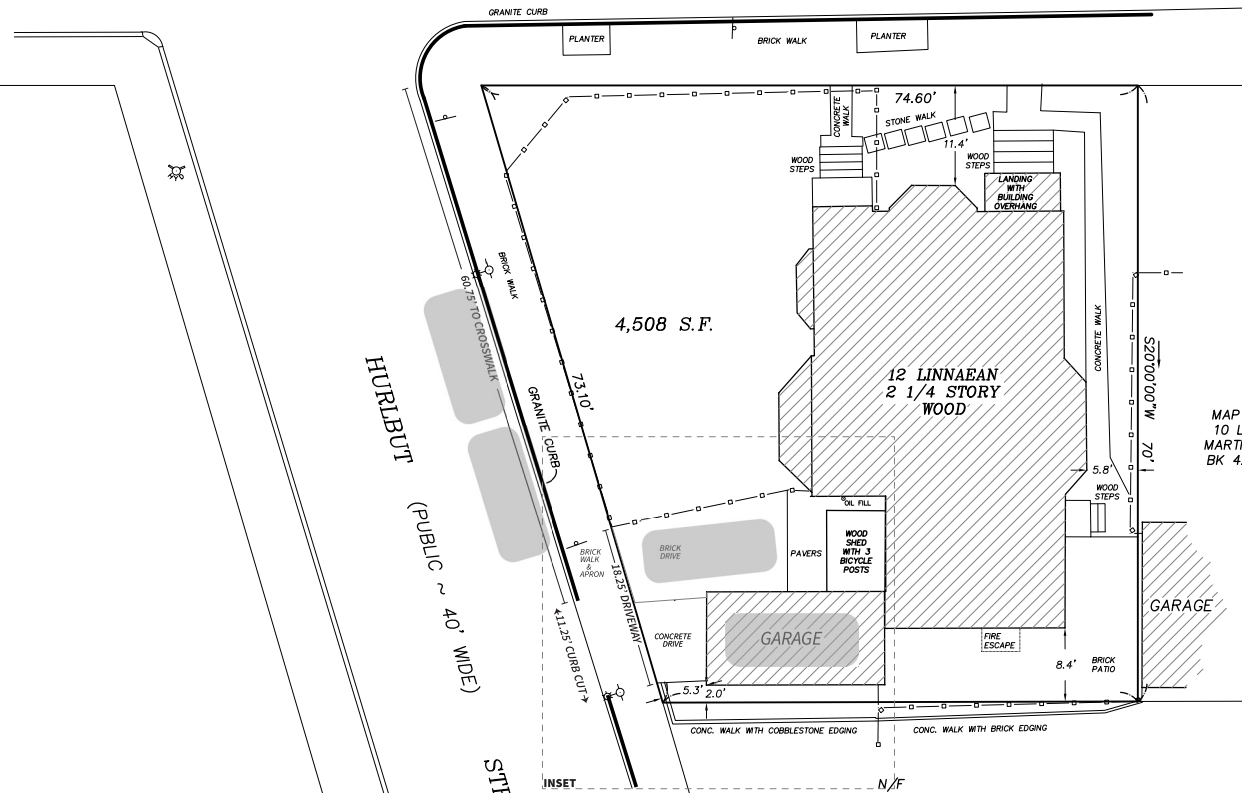 GRANITE CURB
PLANTER
BRICK WALK
PLANTER
74.60'
CONCRETE
WALK
STONE WALK
11.4'
WOOD
STEPS
WOOD
STEPS
LANDING
WITH
BUILDING
OVERHANG
BRICK WALK
60.75' TO CROSSWALK
4,508 S.F.
73.10'
GRANITE CURB
HURLBUT
(PUBLIC ~ 40' WIDE)
12 LINNAEAN
2 1/4 STORY
WOOD
CONCRETE WALK
S20°00'00"W
70'
MAP
10 L
MARTI
BK 4
5.8'
WOOD
STEPS
OIL FILL
WOOD
SHED
WITH 3
BICYCLE
POSTS
PAVERS
BRICK
DRIVE
BRICK
WALK
&
APRON
18.25' DRIVEWAY
11.25' CURB CUT
CONCRETE
DRIVE
GARAGE
GARAGE
FIRE
ESCAPE
8.4'
BRICK
PATIO
5.3'
2.0'
CONC. WALK WITH COBBLESTONE EDGING
CONC. WALK WITH BRICK EDGING
INSET
N/F